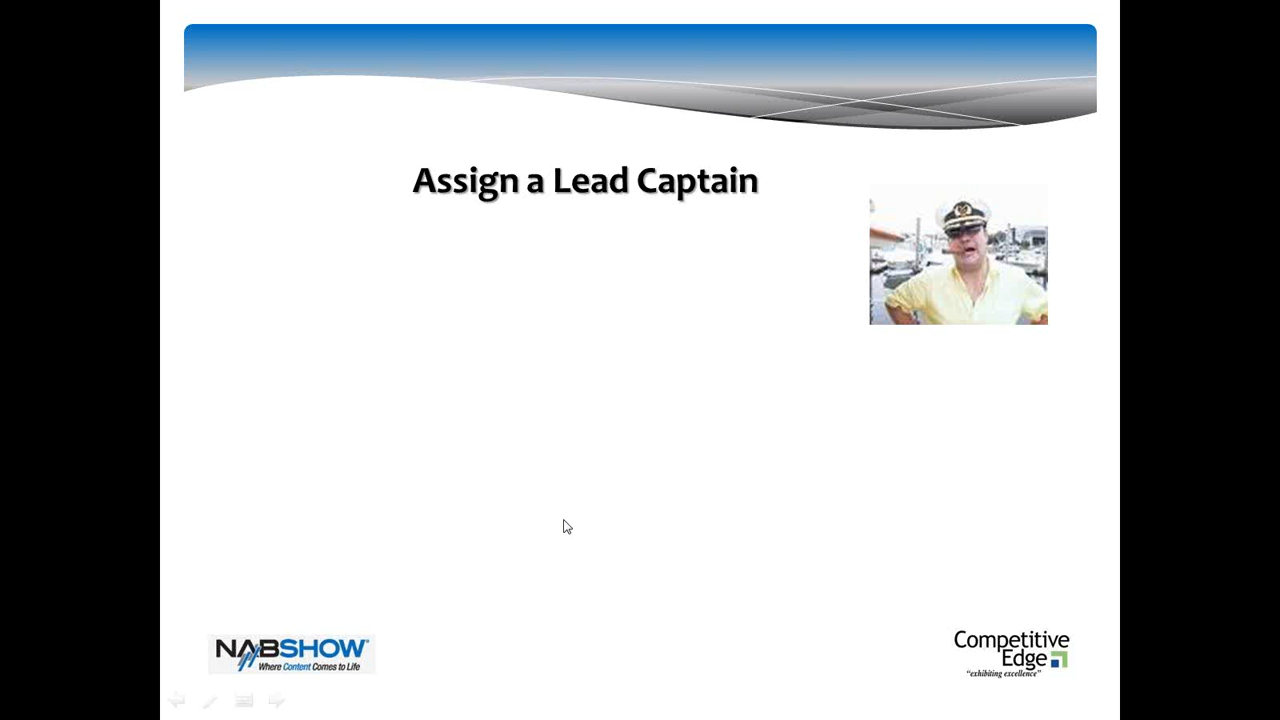 Assign a Lead Captain
NABSHOW®
Where Content Comes to Life
Competitive
Edge
“exhibiting excellence”